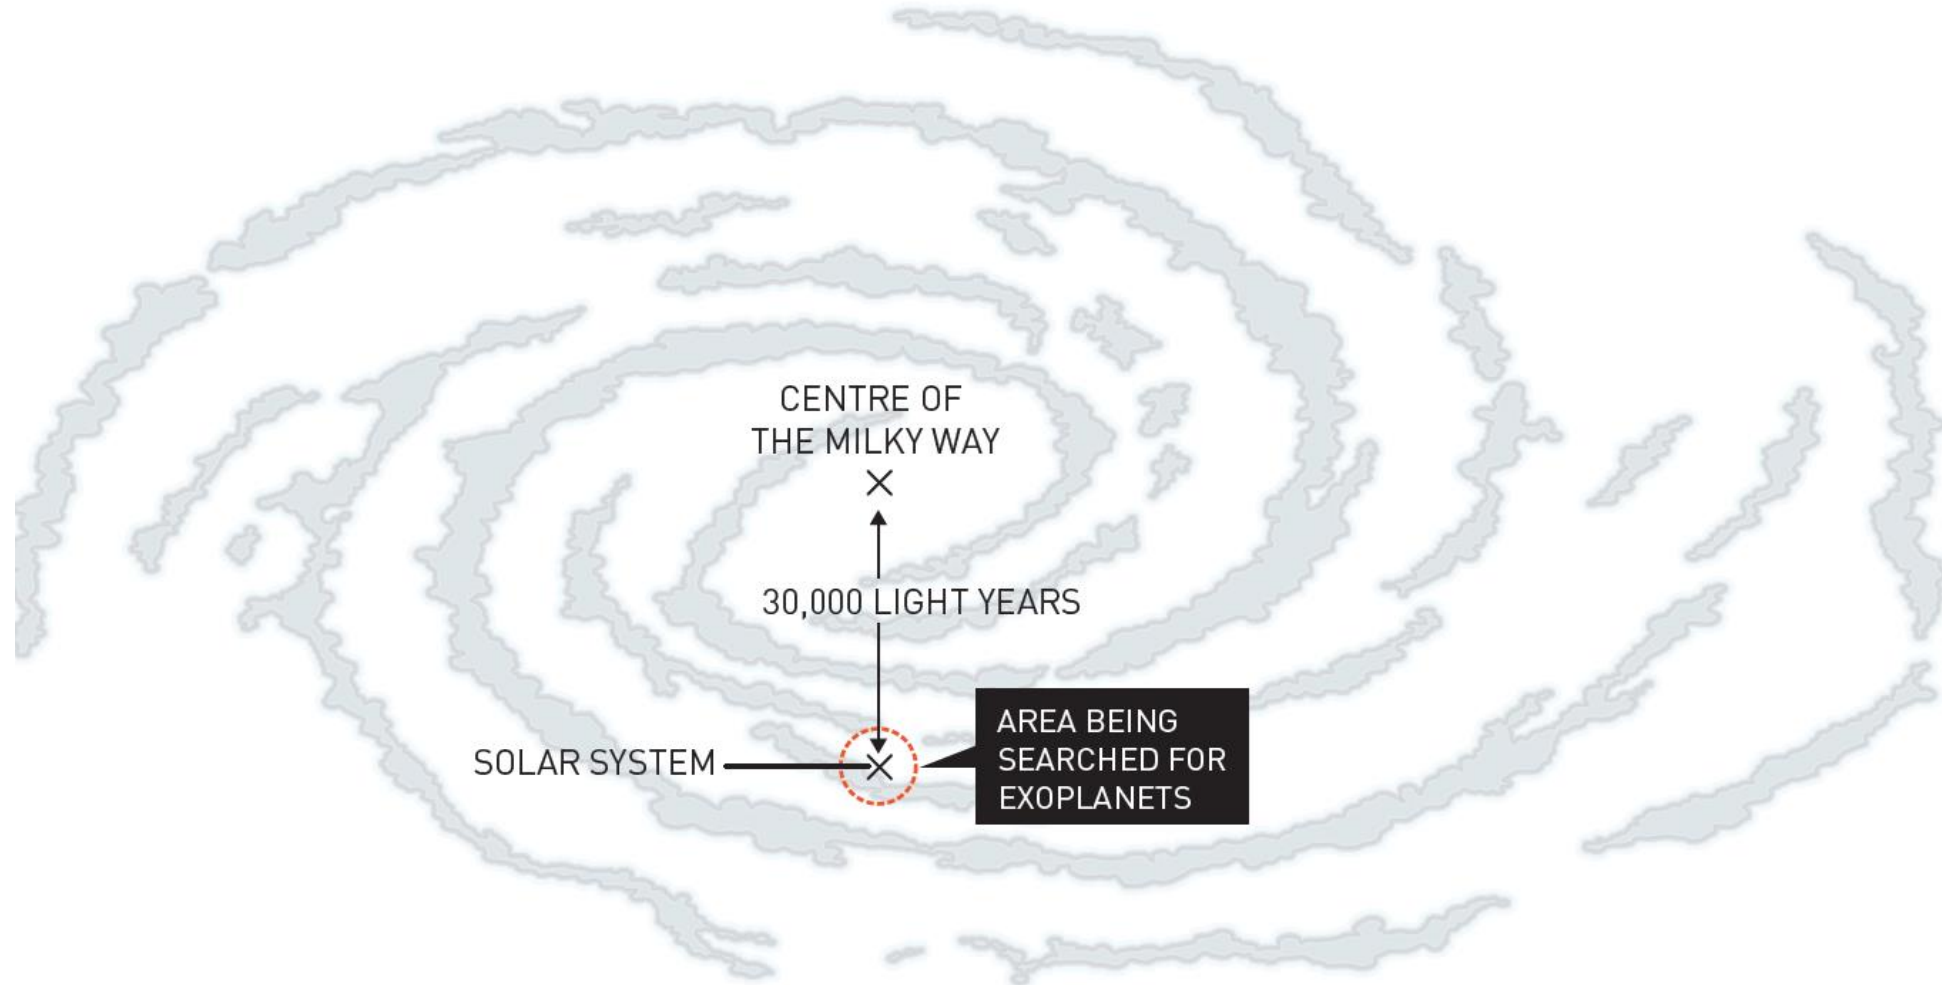 CENTRE OF
THE MILKY WAY
30,000 LIGHT YEARS
SOLAR SYSTEM
AREA BEING
SEARCHED FOR
EXOPLANETS